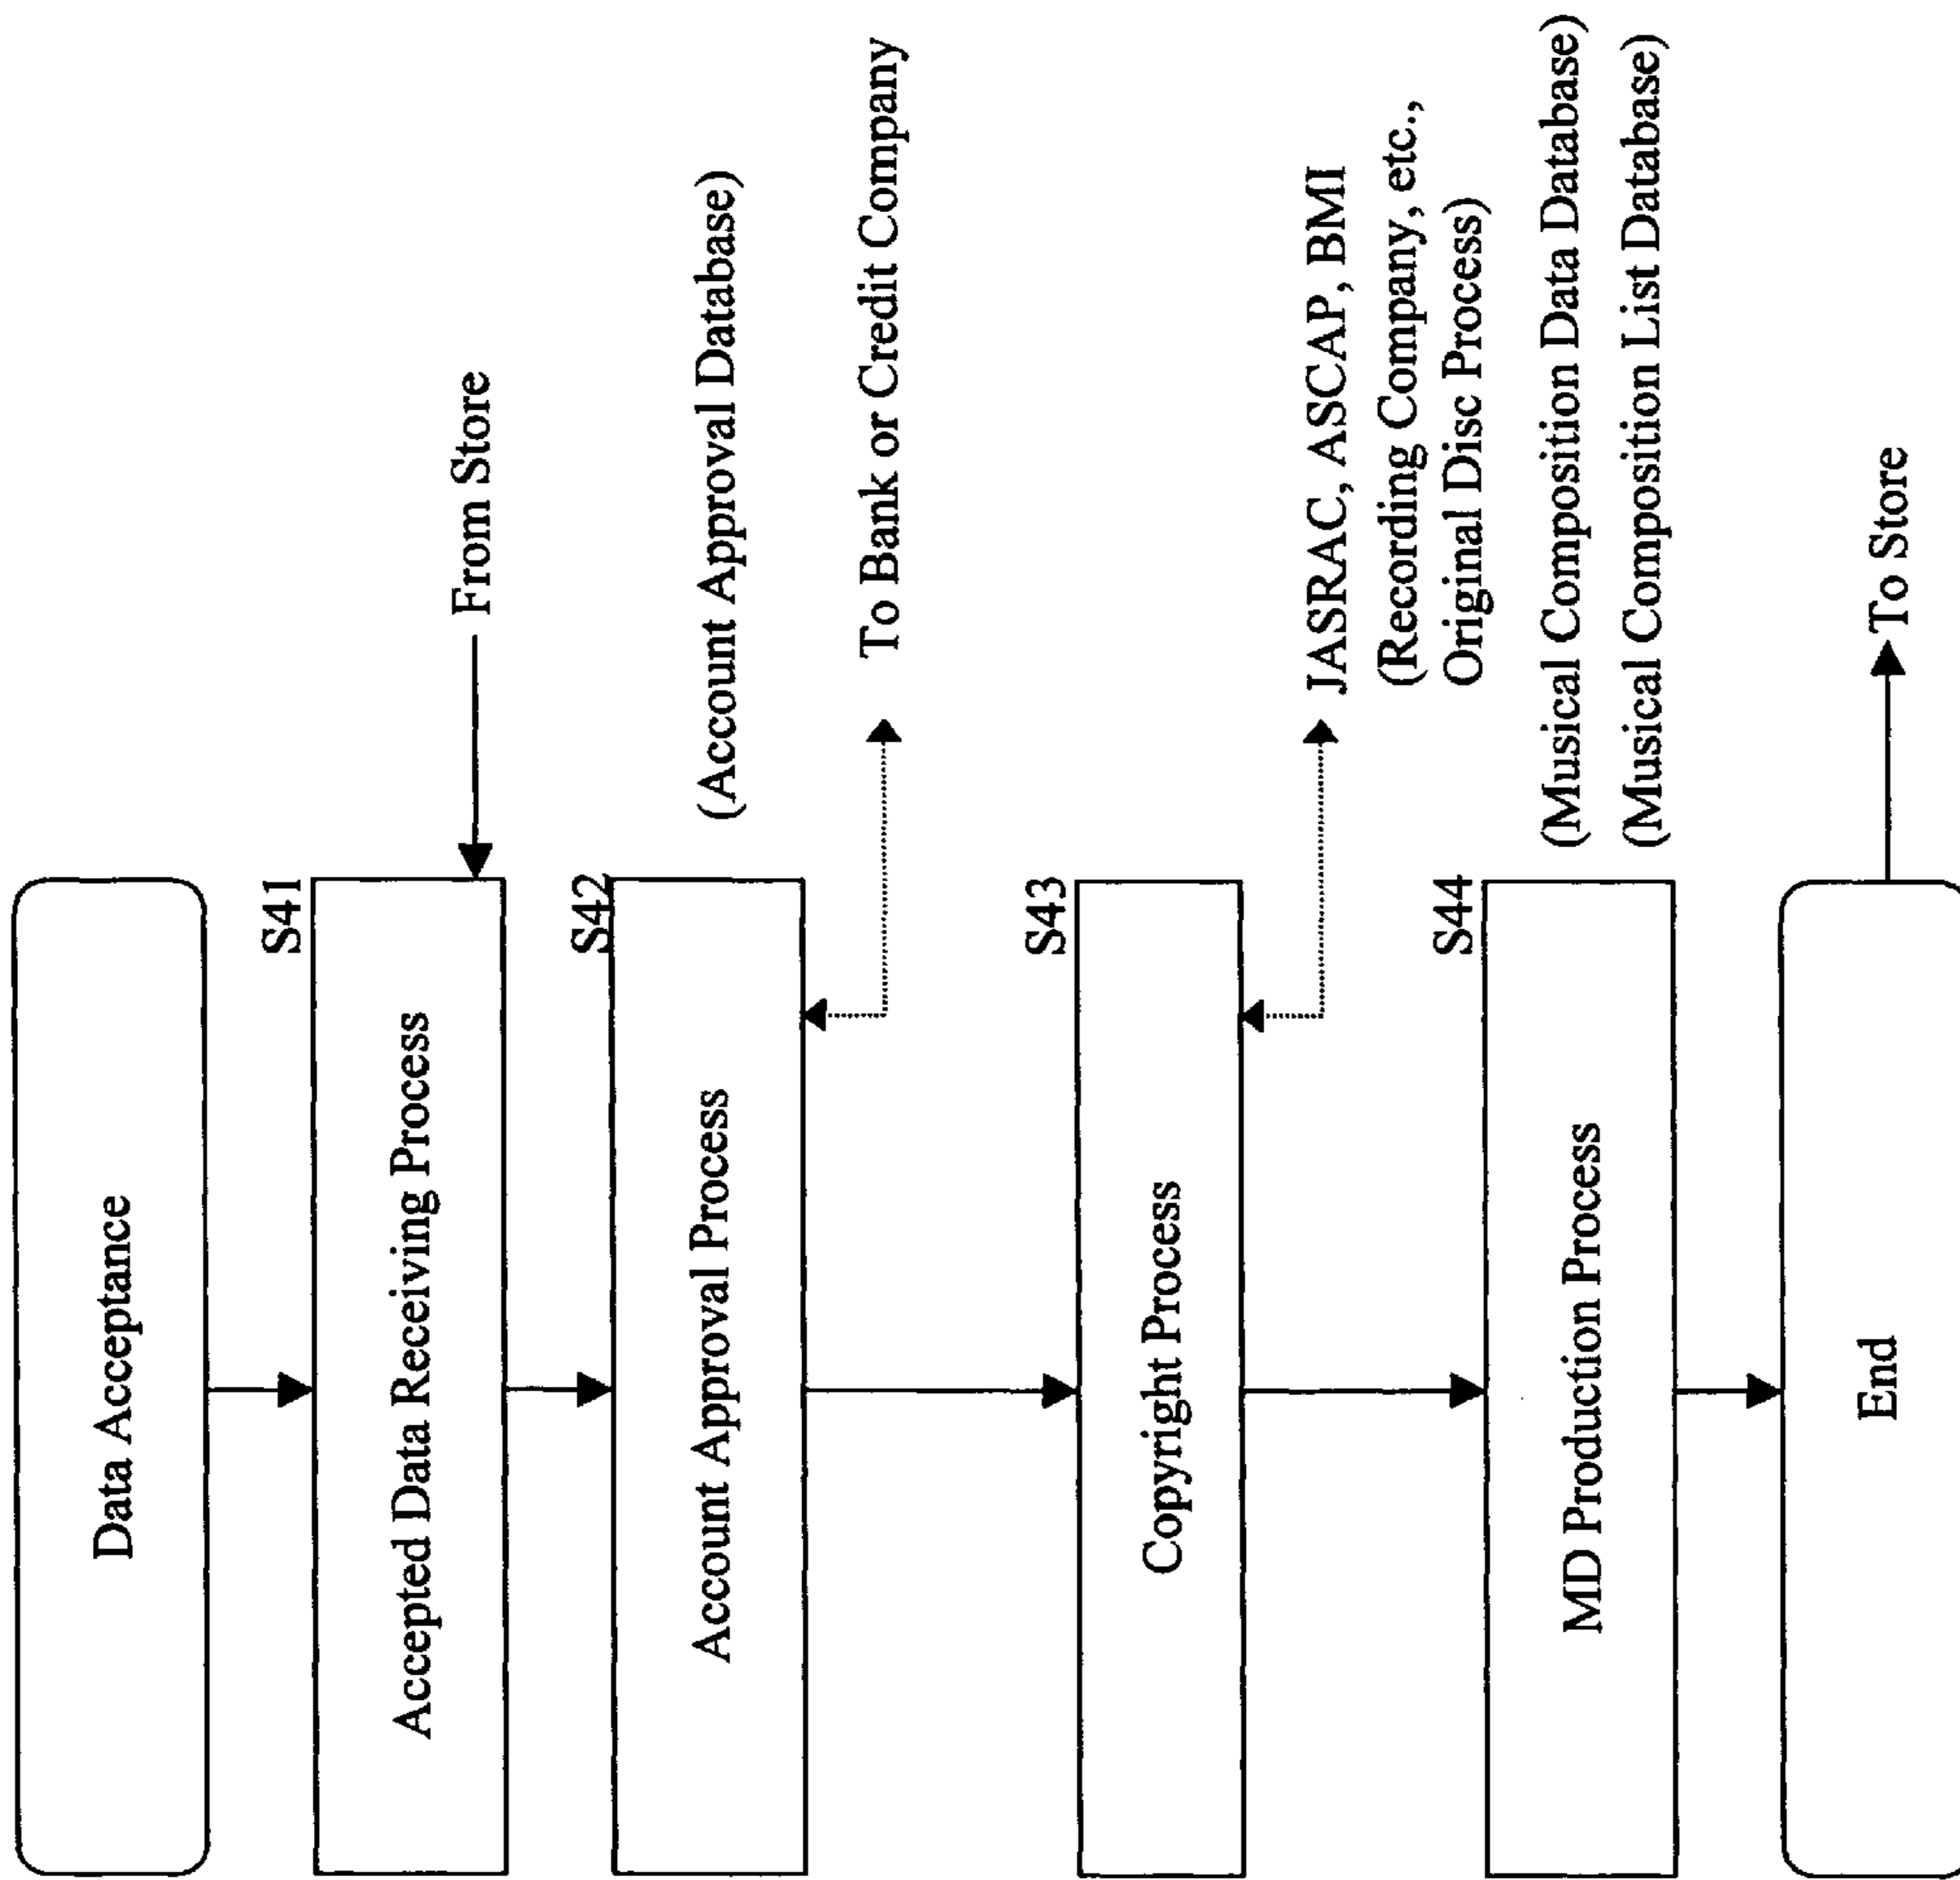 Data Acceptance
S41
Accepted Data Receiving Process
From Store
S42
Account Approval Process
(Account Approval Database)
To Bank or Credit Company
S43
Copyright Process
JASRAC, ASCAP, BMI
(Recording Company, etc.,
Original Disc Process)
S44
MD Production Process
(Musical Composition Data Database)
(Musical Composition List Database)
End
To Store